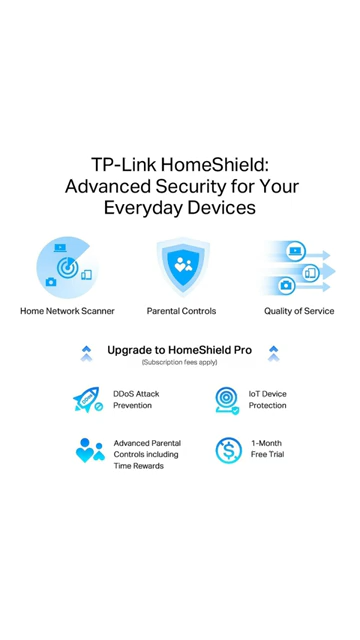 TP-Link HomeShield:
Advanced Security for Your
Everyday Devices
Home Network Scanner
Parental Controls
Quality of Service
Upgrade to HomeShield Pro
(Subscription fees apply)
DDoS
DDoS Attack
Prevention
IoT Device
Protection
Advanced Parental
Controls including
Time Rewards
$
1-Month
Free Trial